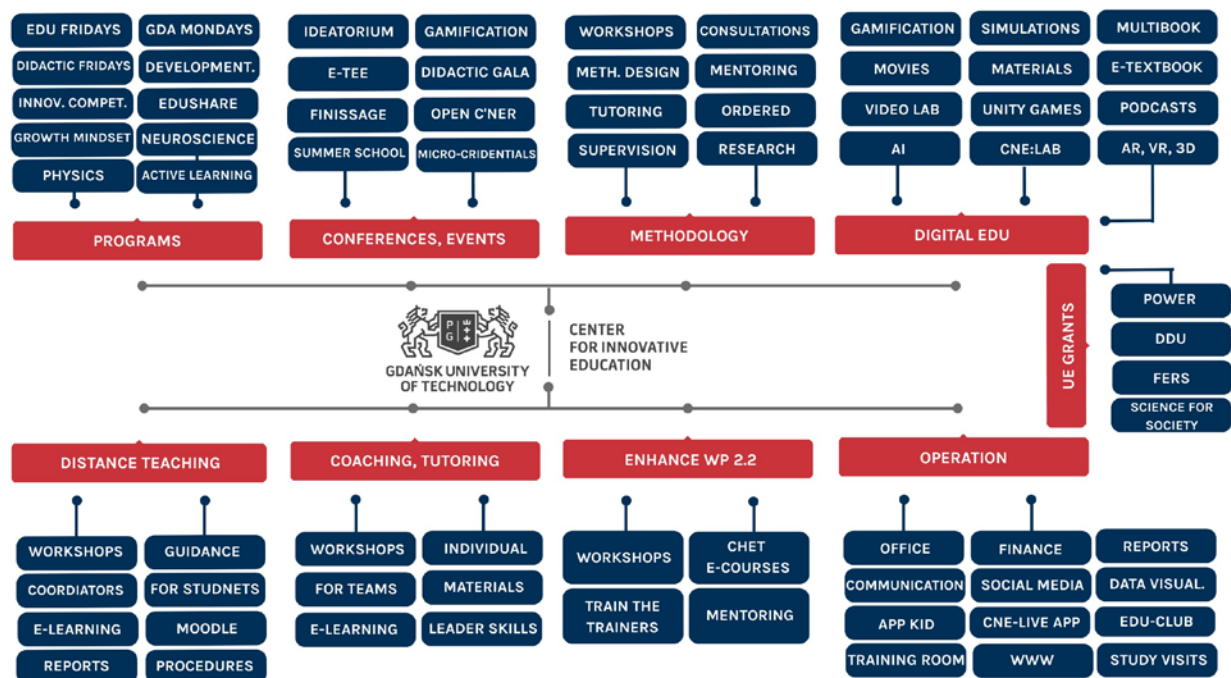 EDU FRIDAYS
GDA MONDAYS
DIDACTIC FRIDAYS
DEVELOPMENT.
INNOV. COMPET.
EDUSHARE
GROWTH MINDSET
NEUROSCIENCE
PHYSICS
ACTIVE LEARNING
PROGRAMS
IDEATORIUM
GAMIFICATION
E-TEE
DIDACTIC GALA
FINISSAGE
OPEN C'NER
SUMMER SCHOOL
MICRO-CRIDENTIALS
CONFERENCES, EVENTS
WORKSHOPS
CONSULTATIONS
METH. DESIGN
MENTORING
TUTORING
ORDERED
SUPERVISION
RESEARCH
METHODOLOGY
GAMIFICATION
SIMULATIONS
MULTIBOOK
MOVIES
MATERIALS
E-TEXTBOOK
VIDEO LAB
UNITY GAMES
PODCASTS
AI
CNE:LAB
AR, VR, 3D
DIGITAL EDU
UE GRANTS
POWER
DDU
FERS
SCIENCE FOR
SOCIETY
P G
GDAŃSK UNIVERSITY
OF TECHNOLOGY
CENTER
FOR INNOVATIVE
EDUCATION
DISTANCE TEACHING
WORKSHOPS
GUIDANCE
COORDIATORS
FOR STUDNETS
E-LEARNING
MOODLE
REPORTS
PROCEDURES
COACHING, TUTORING
WORKSHOPS
INDIVIDUAL
FOR TEAMS
MATERIALS
E-LEARNING
LEADER SKILLS
ENHANCE WP 2.2
WORKSHOPS
CHET
E-COURSES
TRAIN THE
TRAINERS
MENTORING
OPERATION
OFFICE
FINANCE
REPORTS
COMMUNICATION
SOCIAL MEDIA
DATA VISUAL.
APP KID
CNE-LIVE APP
EDU-CLUB
TRAINING ROOM
WWW
STUDY VISITS